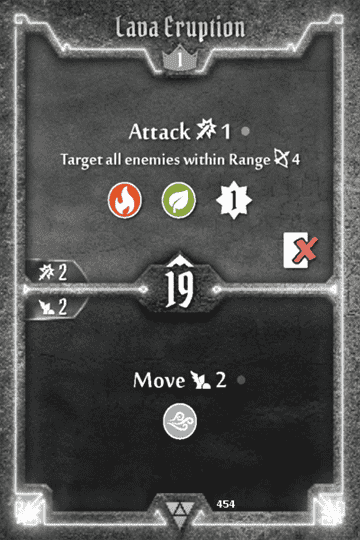 Lava Eruption
1
Attack 1
Target all enemies within Range 4
1
2
19
2
Move 2
454